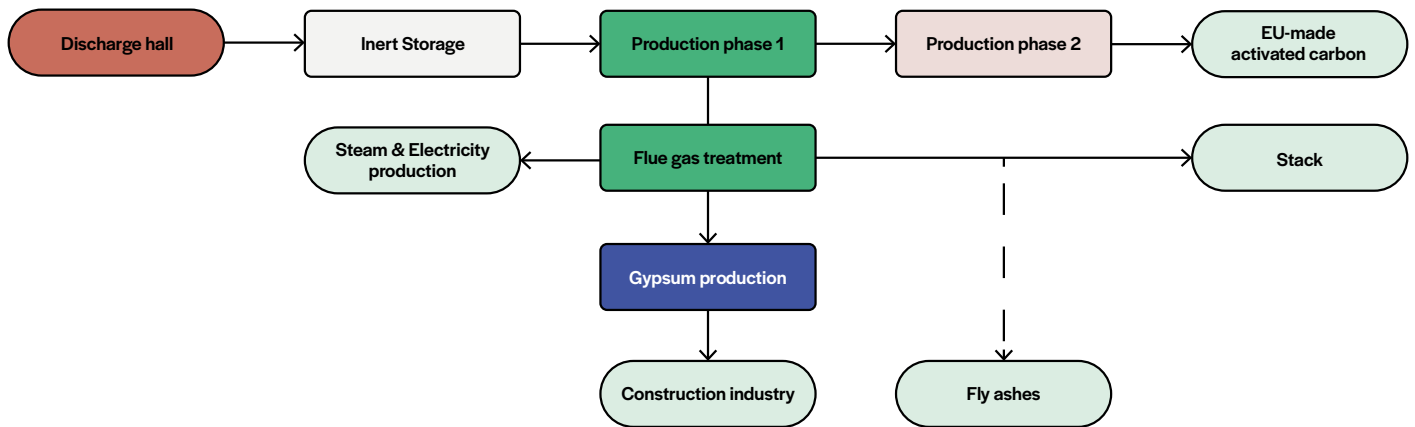 Discharge hall
Inert Storage
Production phase 1
Production phase 2
EU-made
activated carbon
Steam & Electricity
production
Flue gas treatment
Stack
Gypsum production
Construction industry
Fly ashes